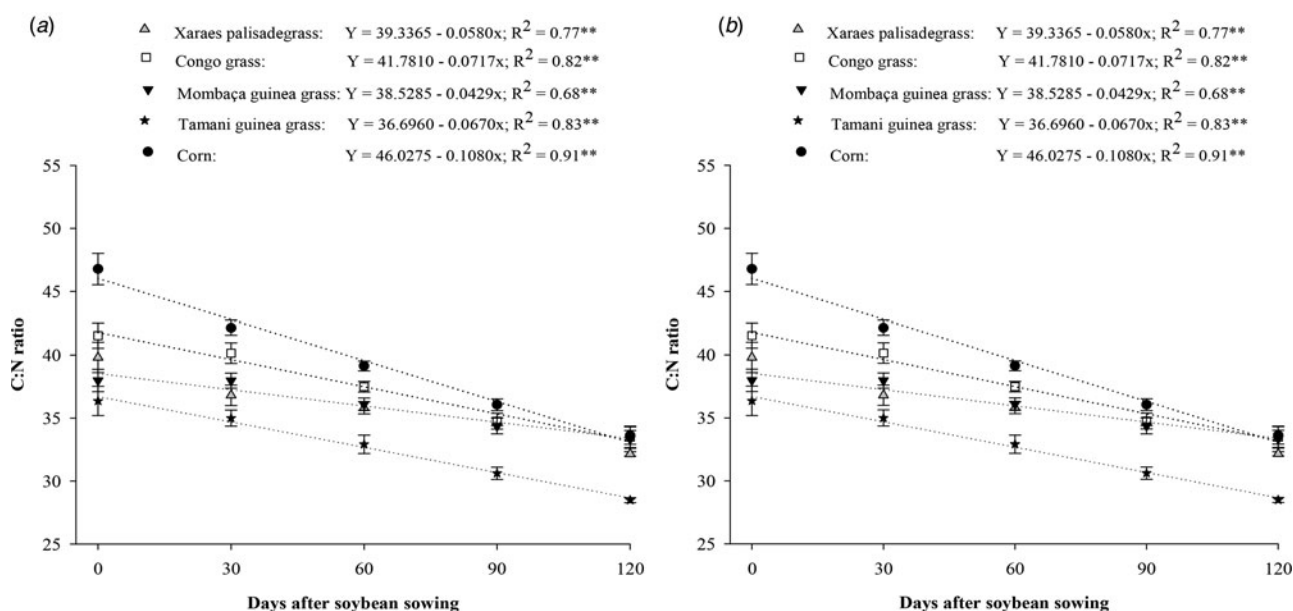 (a)
Xaraes palisadegrass: Y = 39.3365 - 0.0580x; R² = 0.77**
Congo grass: Y = 41.7810 - 0.0717x; R² = 0.82**
Mombaça guinea grass: Y = 38.5285 - 0.0429x; R² = 0.68**
Tamani guinea grass: Y = 36.6960 - 0.0670x; R² = 0.83**
Corn: Y = 46.0275 - 0.1080x; R² = 0.91**
55
50
45
40
35
30
25
C:N ratio
0 30 60 90 120
Days after soybean sowing
(b)
Xaraes palisadegrass: Y = 39.3365 - 0.0580x; R² = 0.77**
Congo grass: Y = 41.7810 - 0.0717x; R² = 0.82**
Mombaça guinea grass: Y = 38.5285 - 0.0429x; R² = 0.68**
Tamani guinea grass: Y = 36.6960 - 0.0670x; R² = 0.83**
Corn: Y = 46.0275 - 0.1080x; R² = 0.91**
55
50
45
40
35
30
25
C:N ratio
0 30 60 90 120
Days after soybean sowing